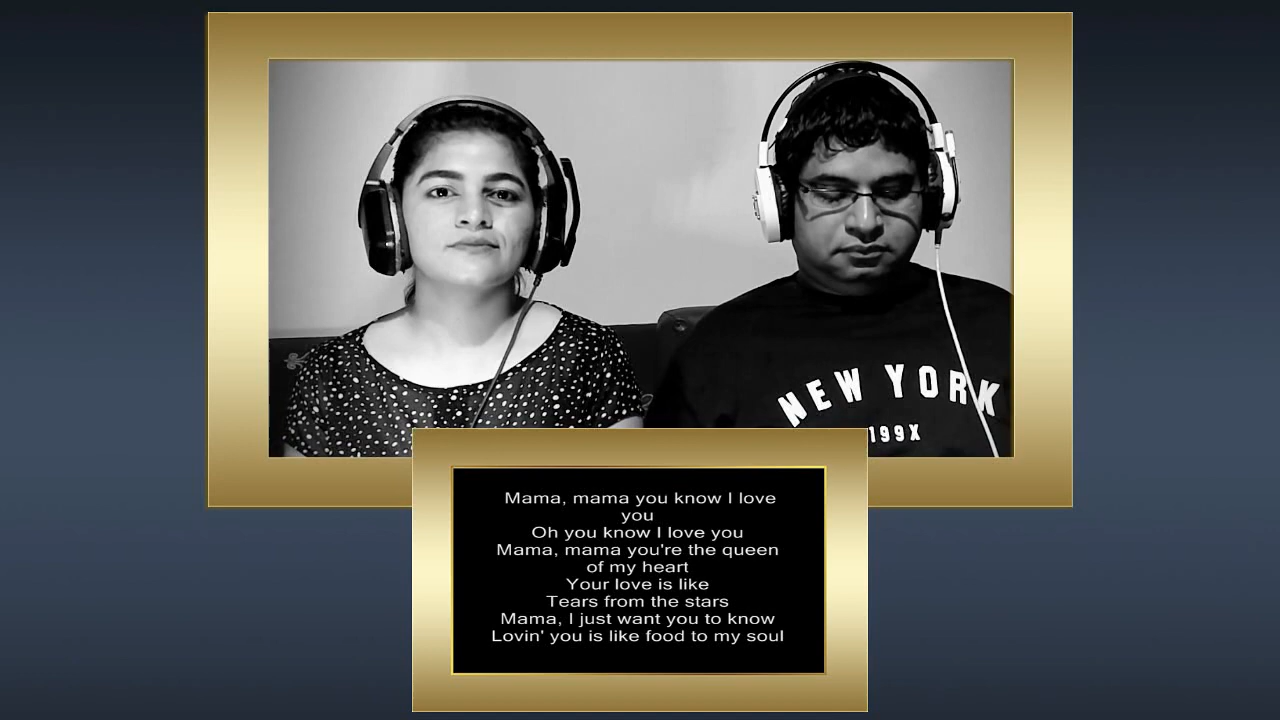 NEW YORK
199X
Mama, mama you know I love
you
Oh you know I love you
Mama, mama you're the queen
of my heart
Your love is like
Tears from the stars
Mama, I just want you to know
Lovin' you is like food to my soul